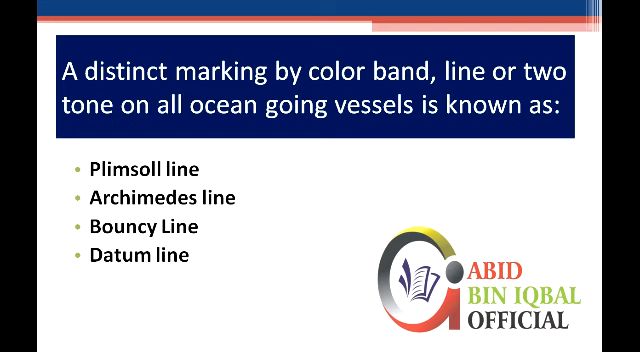 A distinct marking by color band, line or two
tone on all ocean going vessels is known as:
• Plimsoll line
• Archimedes line
• Bouncy Line
• Datum line
ABID
BIN IQBAL
OFFICIAL